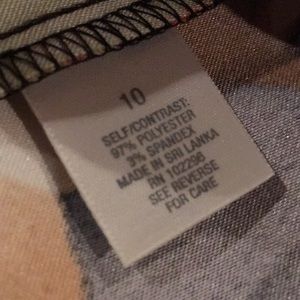 10
SELF/CONTRAST:
97% POLYESTER
3% SPANDEX
MADE IN SRI LANKA
RN 102286
SEE REVERSE
FOR CARE